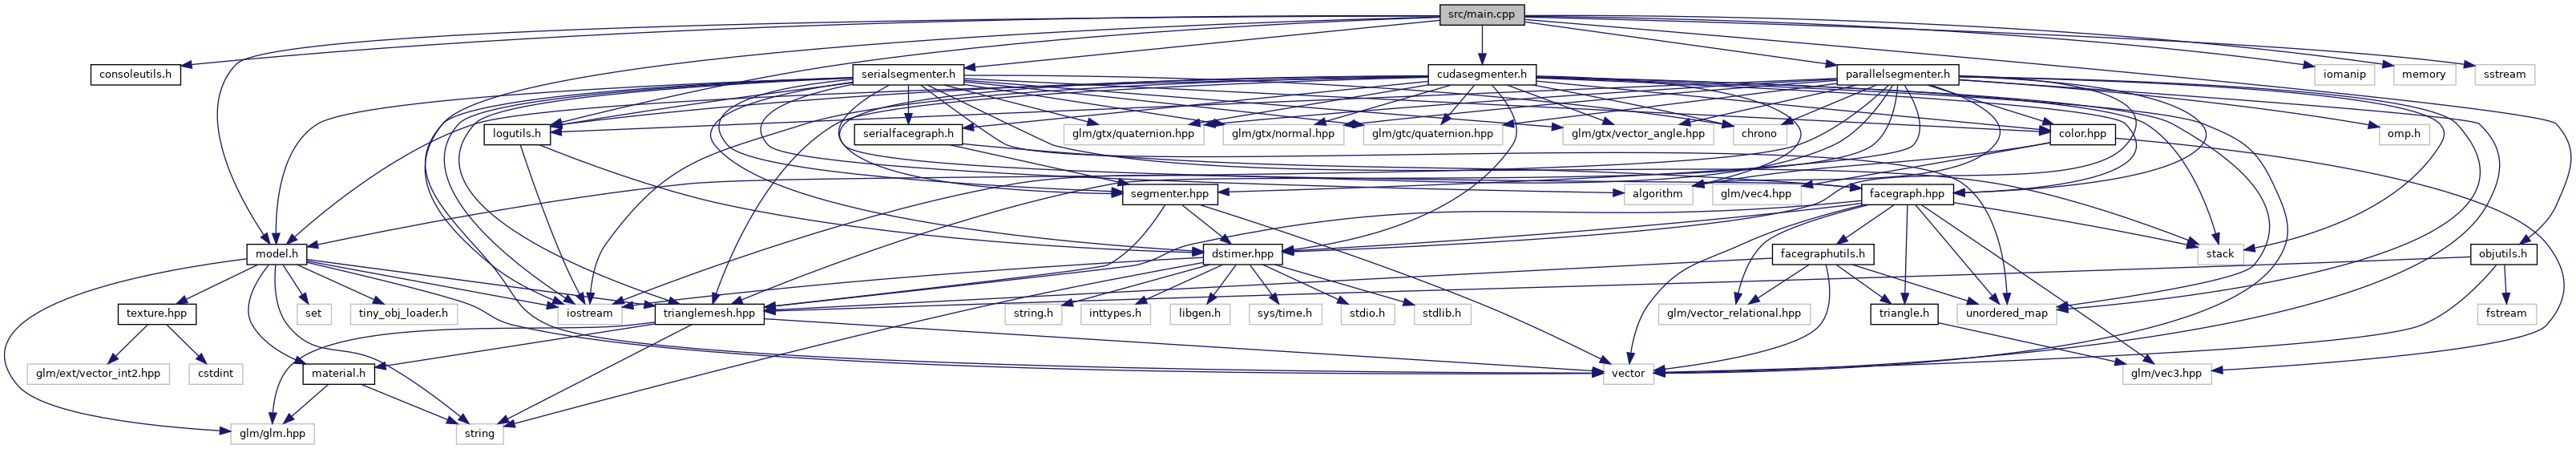 src/main.cpp
consoleutils.h
serialsegmenter.h
cudasegmenter.h
parallelsegmenter.h
iomanip
memory
sstream
logutils.h
glm/gtx/quaternion.hpp
glm/gtx/normal.hpp
glm/gtc/quaternion.hpp
serialfacegraph.h
glm/gtx/vector_angle.hpp
chrono
color.hpp
omp.h
segmenter.hpp
algorithm
glm/vec4.hpp
facegraph.hpp
model.h
dstimer.hpp
facegraphutils.h
stack
objutils.h
texture.hpp
set
tiny_obj_loader.h
iostream
trianglemesh.hpp
string.h
inttypes.h
libgen.h
sys/time.h
stdio.h
stdlib.h
glm/vector_relational.hpp
triangle.h
unordered_map
fstream
glm/ext/vector_int2.hpp
cstdint
material.h
vector
glm/vec3.hpp
glm/glm.hpp
string